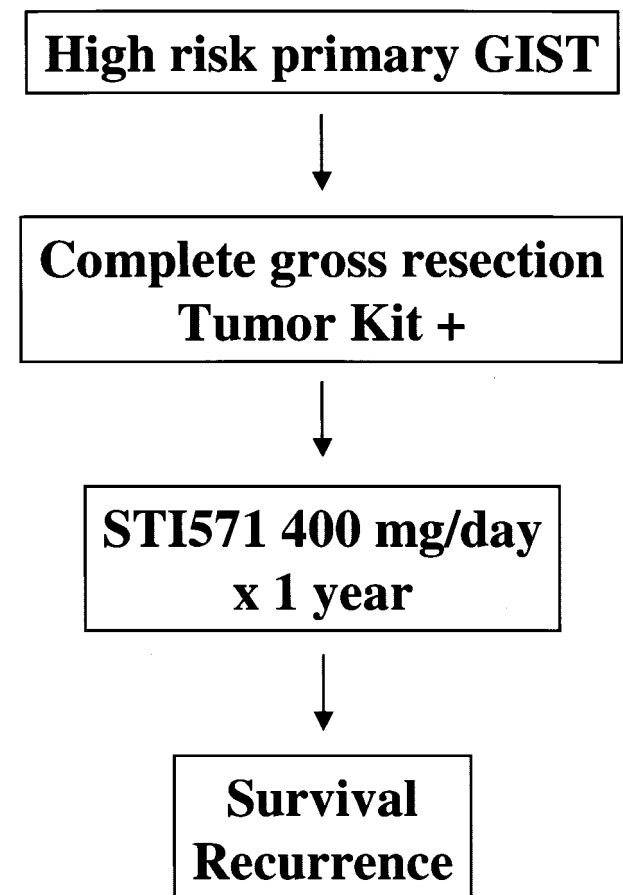 High risk primary GIST
Complete gross resection
Tumor Kit +
STI571 400 mg/day
x 1 year
Survival
Recurrence